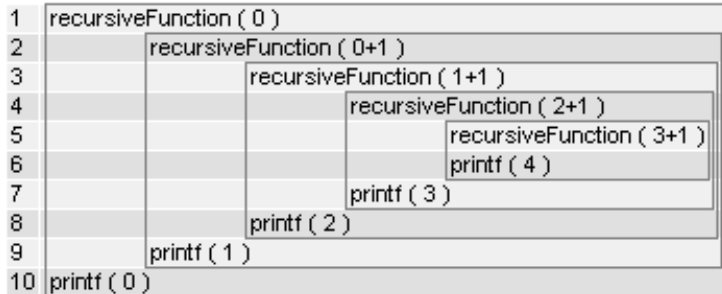 1 recursiveFunction ( 0 )
2 recursiveFunction ( 0+1 )
3 recursiveFunction ( 1+1 )
4 recursiveFunction ( 2+1 )
5 recursiveFunction ( 3+1 )
6 printf ( 4 )
7 printf ( 3 )
8 printf ( 2 )
9 printf ( 1 )
10 printf ( 0 )